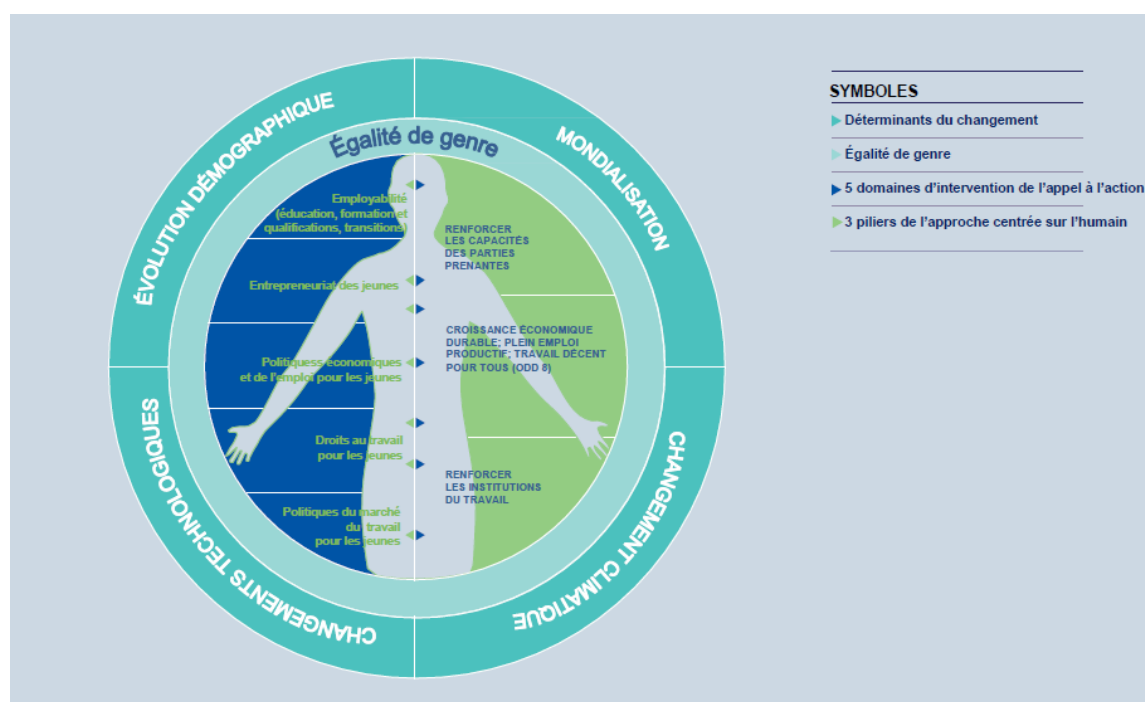 ÉVOLUTION DÉMOGRAPHIQUE
MONDIALISATION
CHANGEMENT CLIMATIQUE
CHANGEMENTS TECHNOLOGIQUES
Égalité de genre
Employabilité
(éducation, formation et
qualifications, transitions)
Entrepreneuriat des jeunes
Politiquess économiques
et de l'emploi pour les jeunes
Droits au travail
pour les jeunes
Politiques du marché
du travail
pour les jeunes
RENFORCER
LES CAPACITÉS
DES PARTIES
PRENANTES
CROISSANCE ÉCONOMIQUE
DURABLE; PLEIN EMPLOI
PRODUCTIF; TRAVAIL DÉCENT
POUR TOUS (ODD 8)
RENFORCER
LES INSTITUTIONS
DU TRAVAIL
SYMBOLES
Déterminants du changement
Égalité de genre
5 domaines d'intervention de l'appel à l'action
3 piliers de l'approche centrée sur l'humain